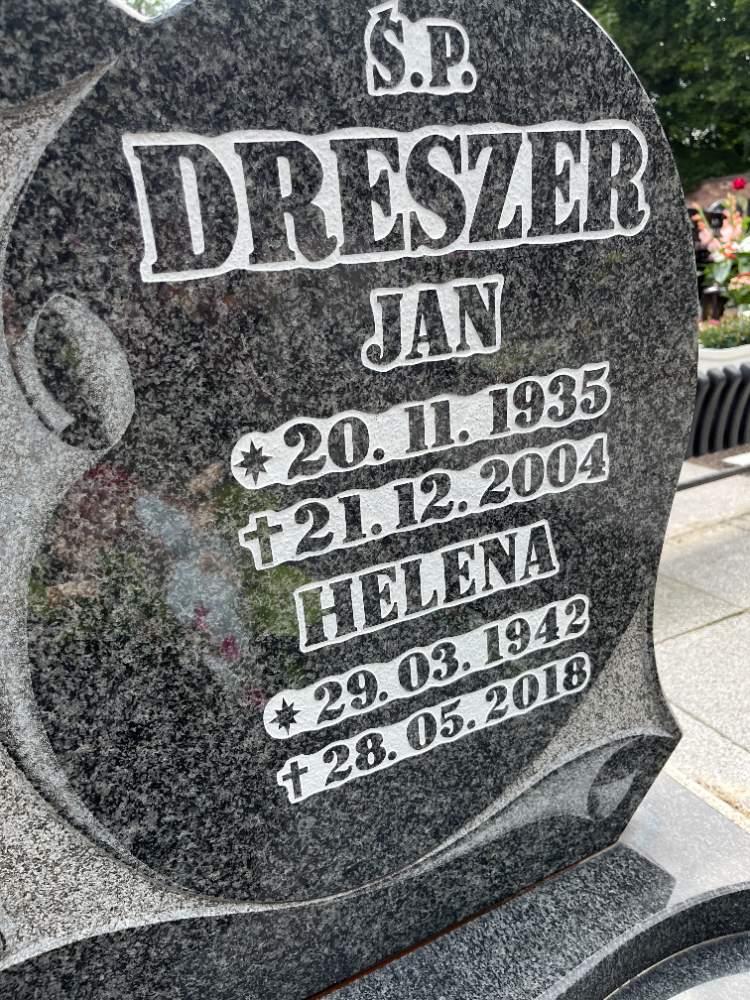 Ś.P.
DRESZER
JAN
* 20. 11. 1935
† 21. 12. 2004
HELENA
* 29. 03. 1942
† 28. 05. 2018